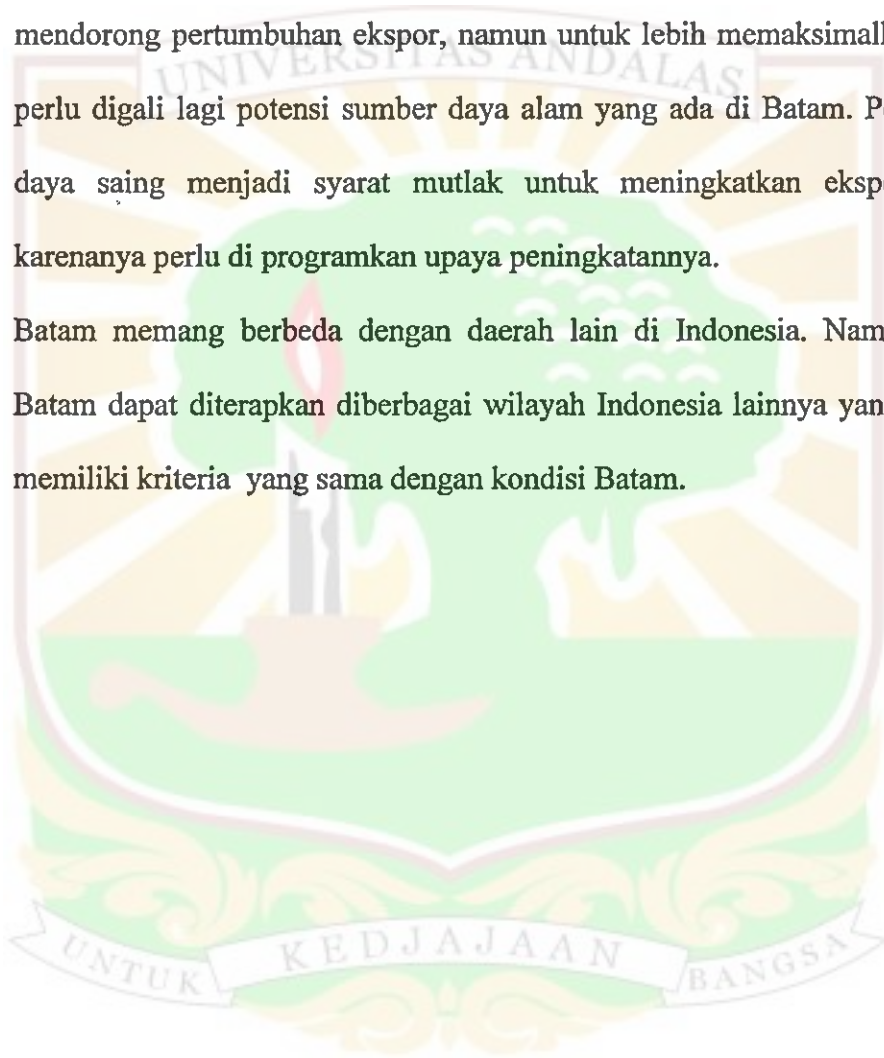 mendorong pertumbuhan ekspor, namun untuk lebih memaksimall
UNIVERSITAS ANDALAS
perlu digali lagi potensi sumber daya alam yang ada di Batam. P
daya saing menjadi syarat mutlak untuk meningkatkan eksp
karenanya perlu di programkan upaya peningkatannya.
Batam memang berbeda dengan daerah lain di Indonesia. Nam
Batam dapat diterapkan diberbagai wilayah Indonesia lainnya yan
memiliki kriteria yang sama dengan kondisi Batam.
UNTUK KEDJAJAAN BANGSA